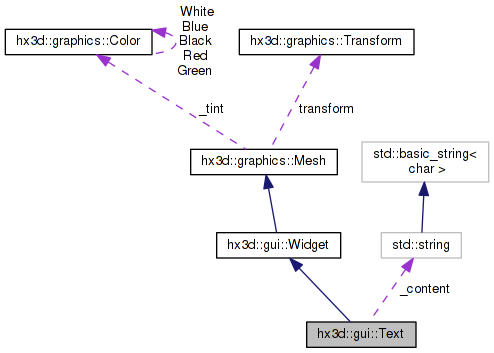 White
Blue
Black
Red
Green
hx3d::graphics::Color
hx3d::graphics::Transform
_tint
transform
hx3d::graphics::Mesh
std::basic_string<
char >
hx3d::gui::Widget
std::string
_content
hx3d::gui::Text